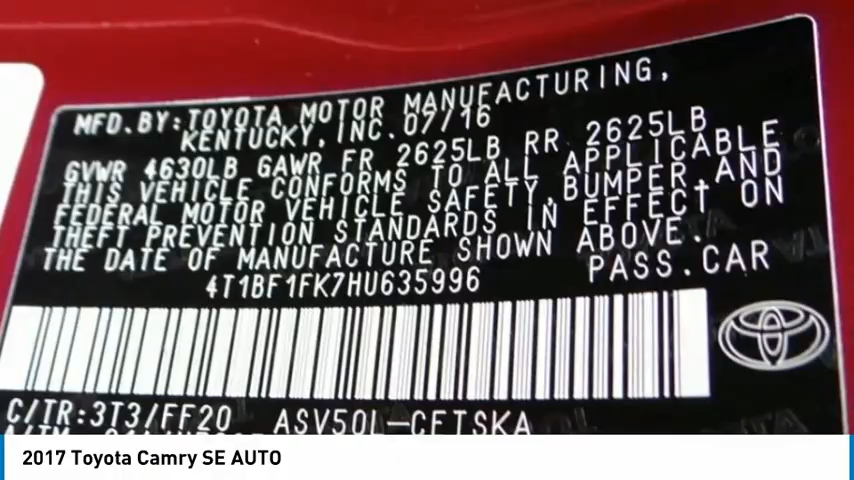 MFD.BY:TOYOTA MOTOR MANUFACTURING,
KENTUCKY, INC. 07/16
GVWR 4630LB GAWR FR 2625LB RR 2625LB
THIS VEHICLE CONFORMS TO ALL APPLICABLE
FEDERAL MOTOR VEHICLE SAFETY,BUMPER,AND
THEFT PREVENTION STANDARDS IN EFFECT ON
THE DATE OF MANUFACTURE SHOWN ABOVE.
4T1BF1FK7HU635996 PASS.CAR
C/TR:3T3/FF20 ASV50L-CETSKA
2017 Toyota Camry SE AUTO